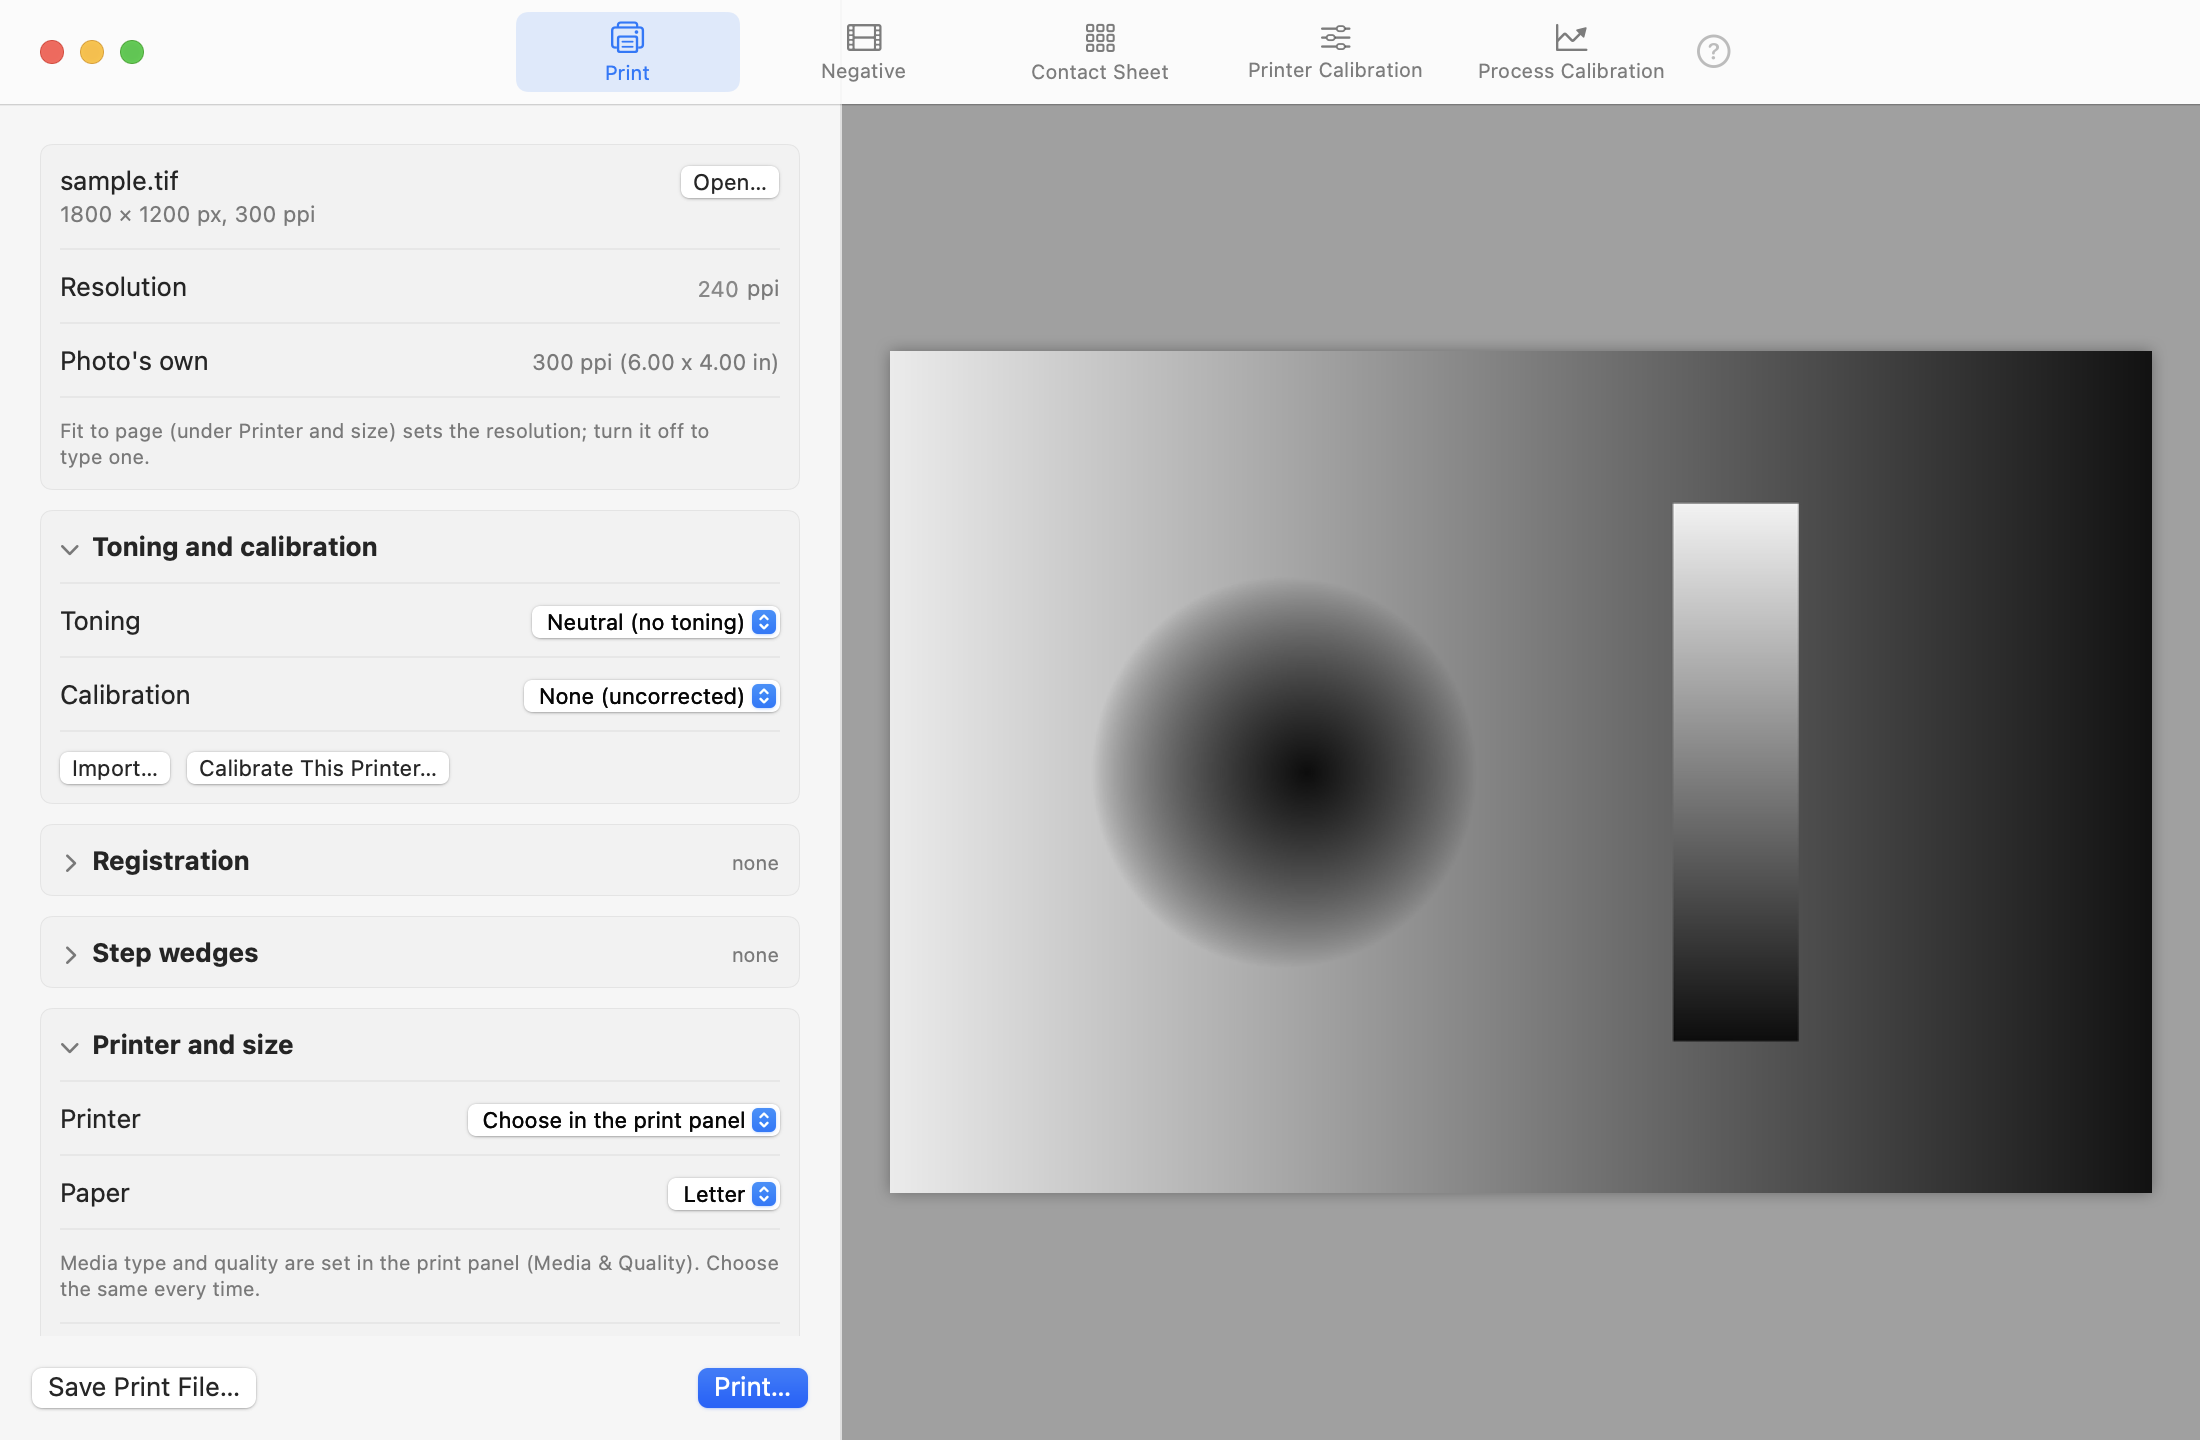 Print
Negative
Contact Sheet
Printer Calibration
Process Calibration
?
sample.tif
Open...
1800 × 1200 px, 300 ppi
Resolution
240 ppi
Photo's own
300 ppi (6.00 x 4.00 in)
Fit to page (under Printer and size) sets the resolution; turn it off to
type one.
Toning and calibration
Toning
Neutral (no toning)
Calibration
None (uncorrected)
Import...
Calibrate This Printer...
Registration
none
Step wedges
none
Printer and size
Printer
Choose in the print panel
Paper
Letter
Media type and quality are set in the print panel (Media & Quality). Choose
the same every time.
Save Print File...
Print...